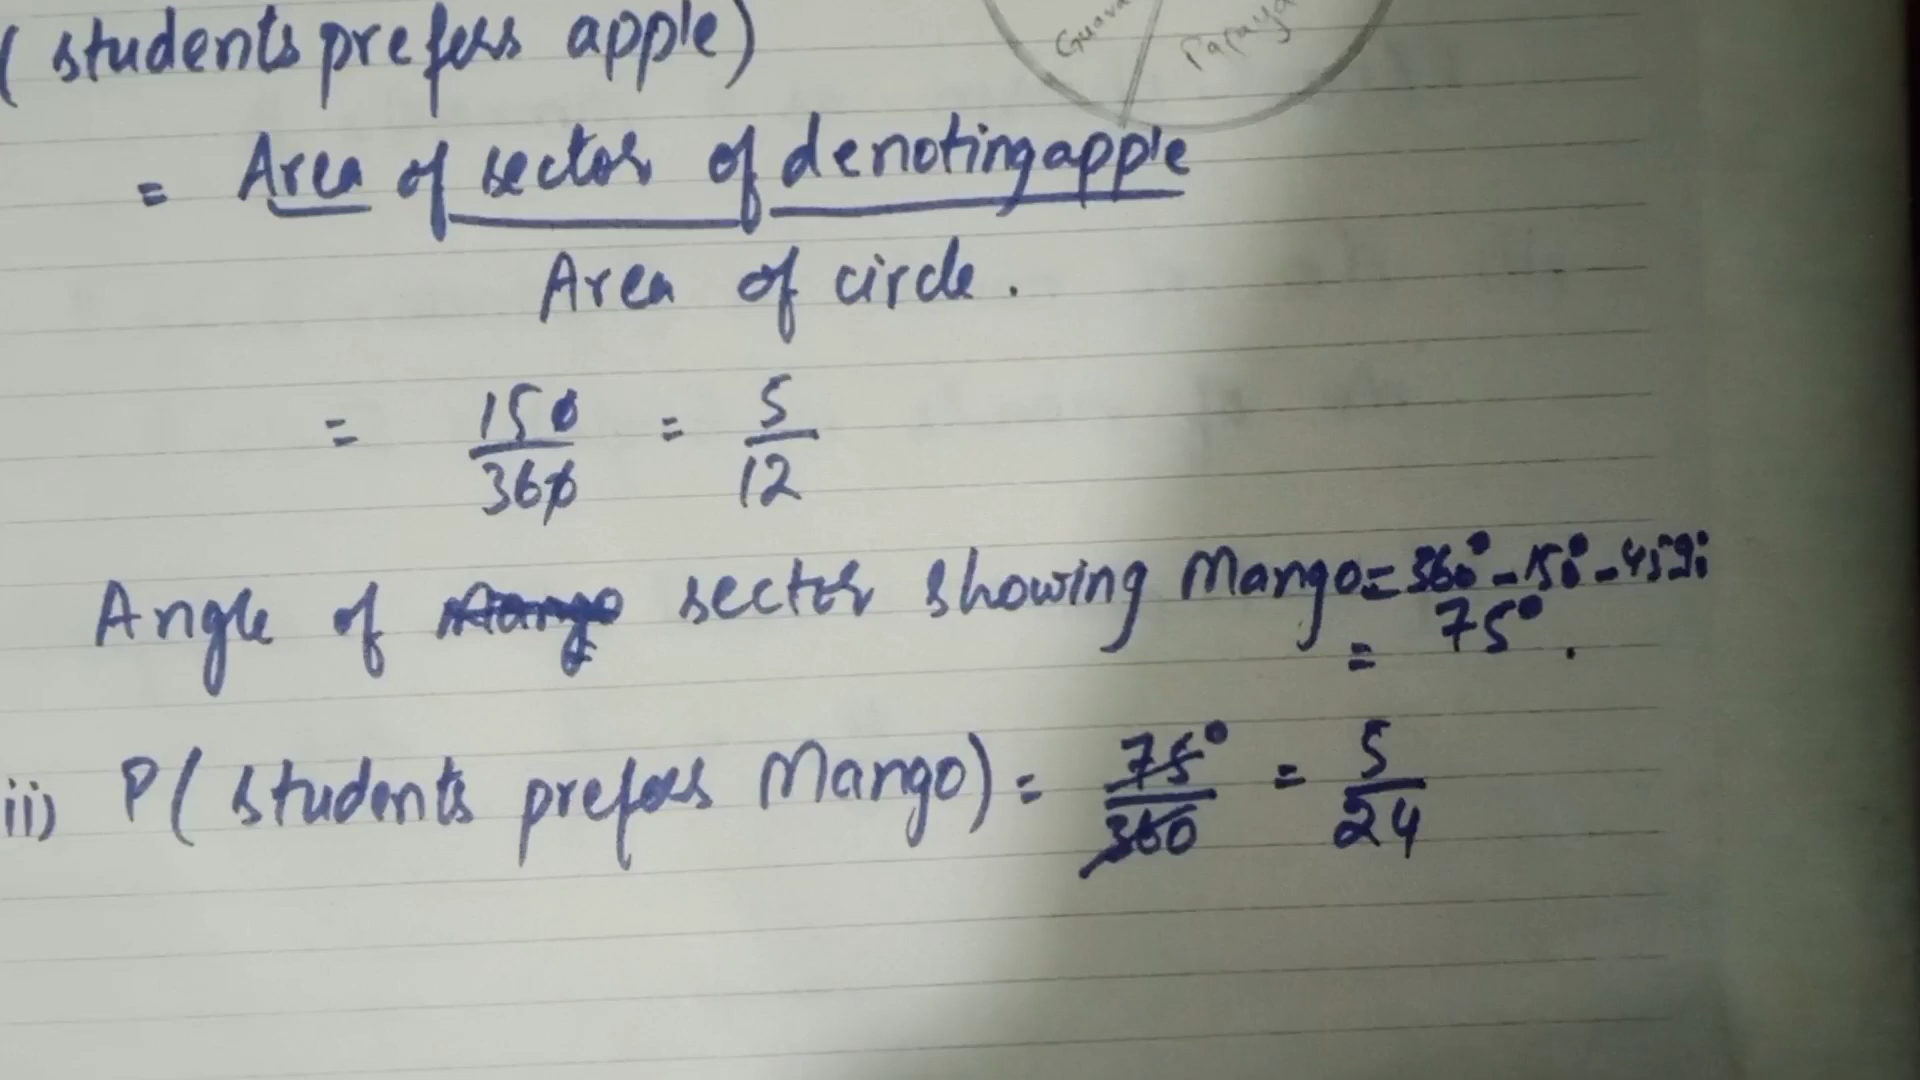 Guava
Papaya
( students prefers apple)
= Area of sector of denoting apple
Area of circle.
= 150 = 5
360 12
Angle of sector showing Mango = 360° - 150° - 45° - 90°
= 75°.
ii) P( students prefers Mango) = 75° = 5
360 24